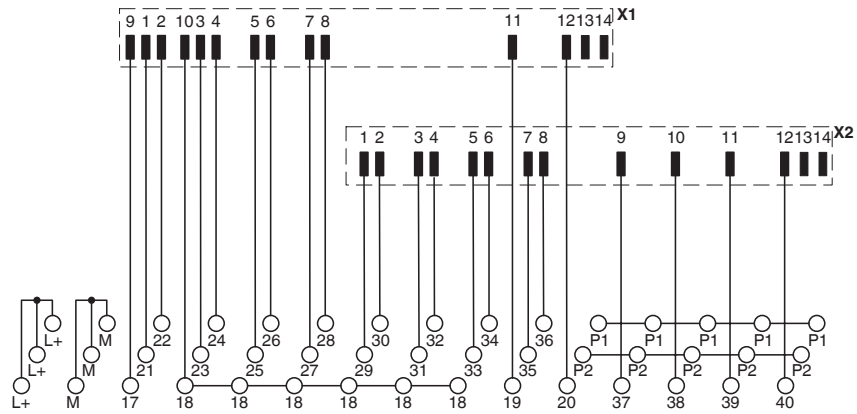 9 1 2 10 3 4 5 6 7 8 11 12 13 14 X1
1 2 3 4 5 6 7 8 9 10 11 12 13 14 X2
L+ M 22 24 26 28 30 32 34 36 P1 P1 P1 P1 P1
L+ M 21 23 25 27 29 31 33 35 P2 P2 P2 P2 P2
L+ M 17 18 18 18 18 18 18 19 20 37 38 39 40